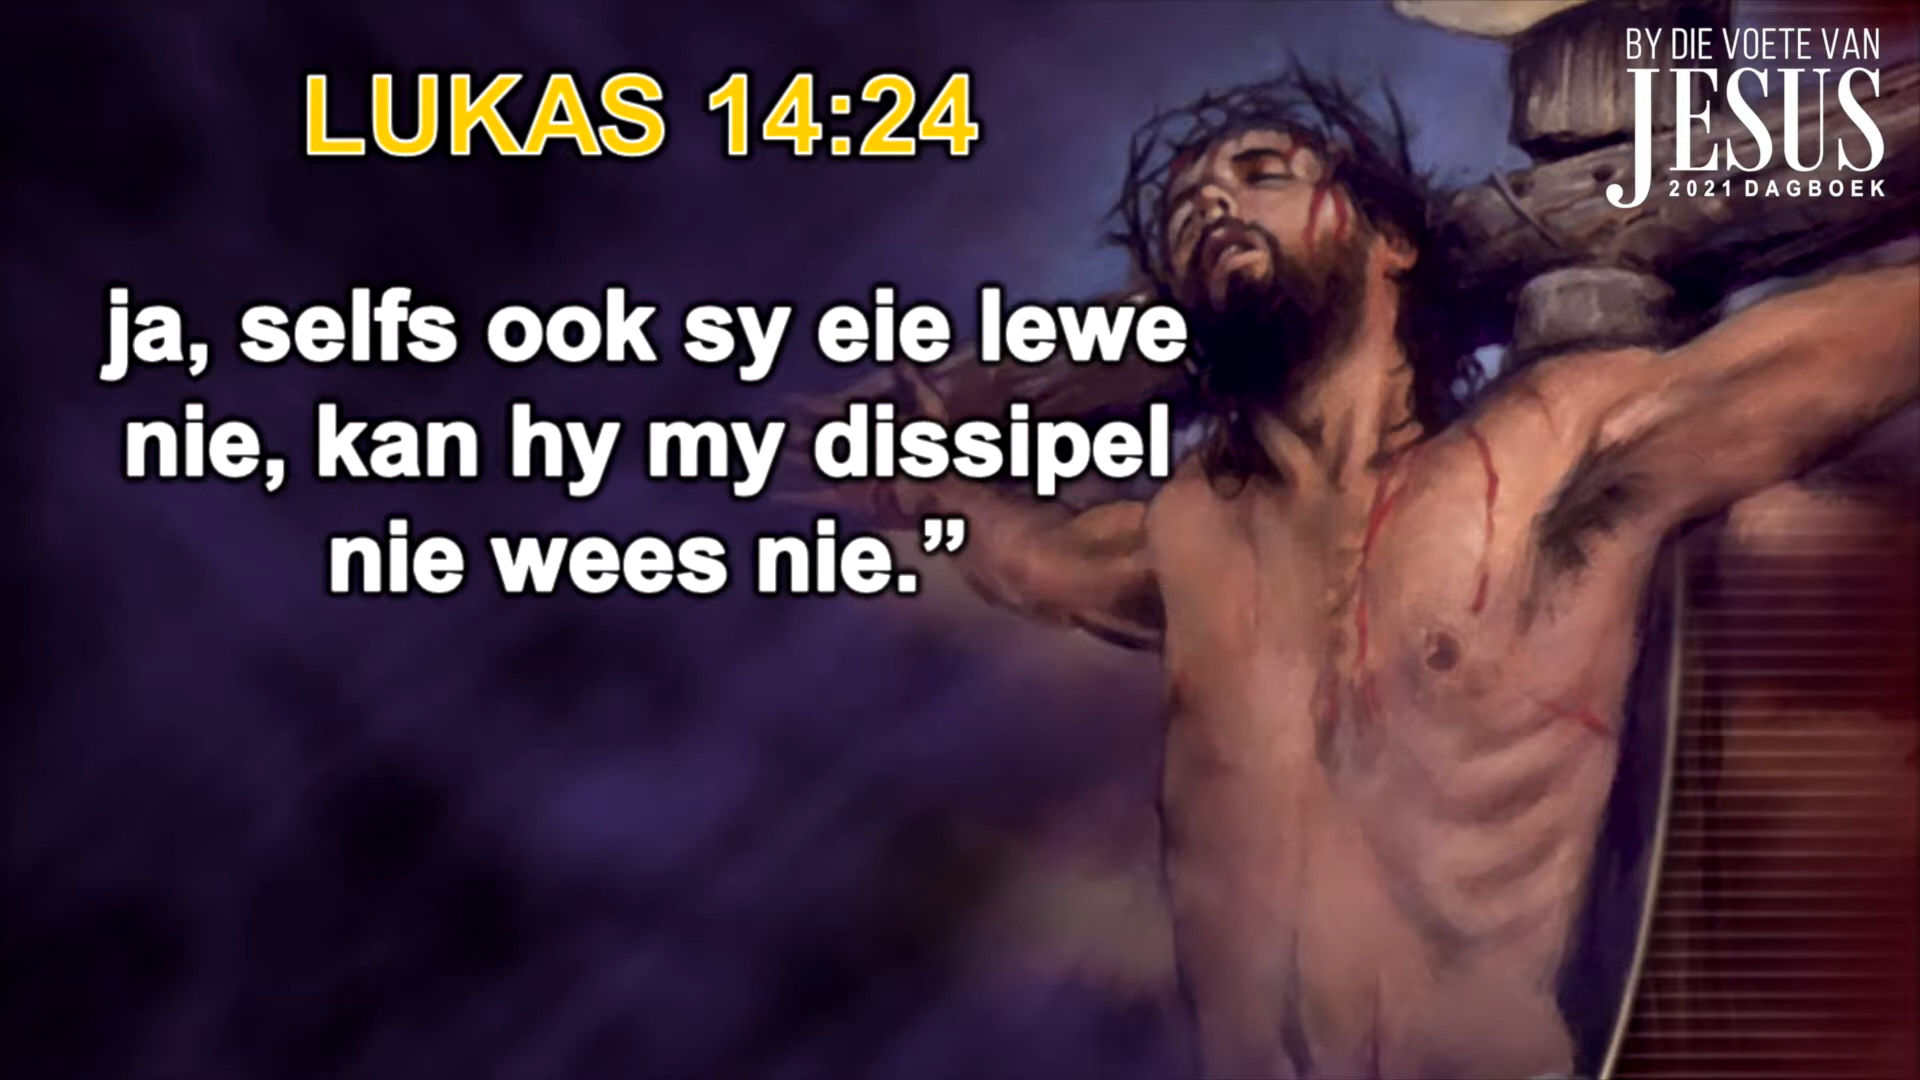 LUKAS 14:24
ja, selfs ook sy eie lewe
nie, kan hy my dissipel
nie wees nie.”
BY DIE VOETE VAN
JESUS
2021 DAGBOEK